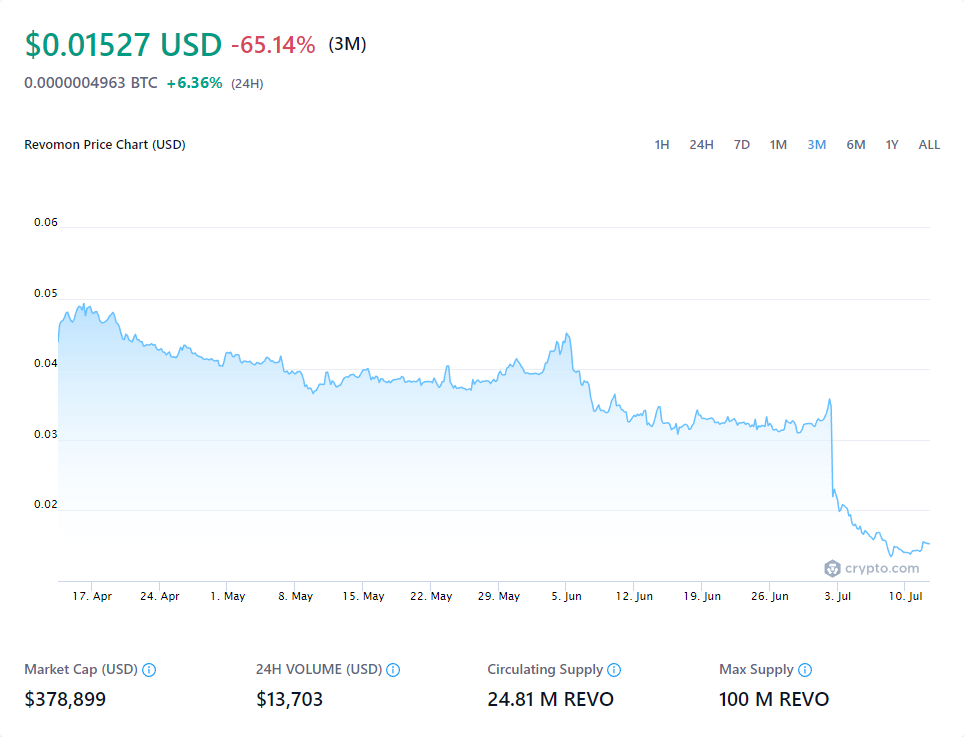 $0.01527 USD -65.14% (3M)
0.0000004963 BTC +6.36% (24H)
Revomon Price Chart (USD) 1H 24H 7D 1M 3M 6M 1Y ALL
0.06
0.05
0.04
0.03
0.02
crypto.com
17. Apr 24. Apr 1. May 8. May 15. May 22. May 29. May 5. Jun 12. Jun 19. Jun 26. Jun 3. Jul 10. Jul
Market Cap (USD) 24H VOLUME (USD) Circulating Supply Max Supply
$378,899 $13,703 24.81 M REVO 100 M REVO